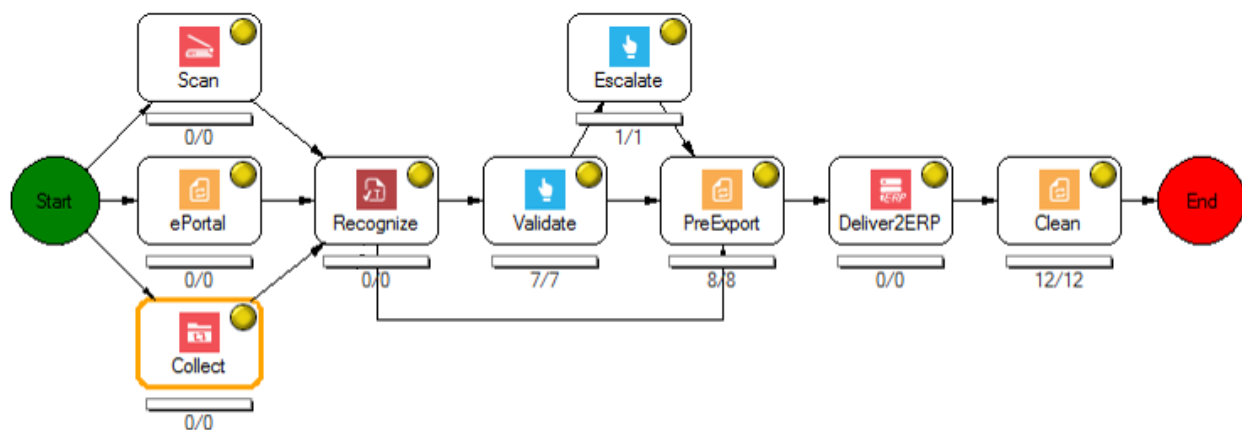 Scan
0/0
Escalate
1/1
Start
ePortal
0/0
Recognize
0/0
Validate
7/7
PreExport
8/8
eERP
Deliver2ERP
0/0
Clean
12/12
End
Collect
0/0